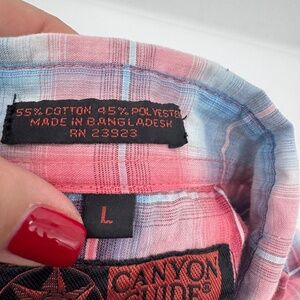 55% COTTON 45% POLYESTER
MADE IN BANGLADESH
RN 23923
L
CANYON
GUIDE®